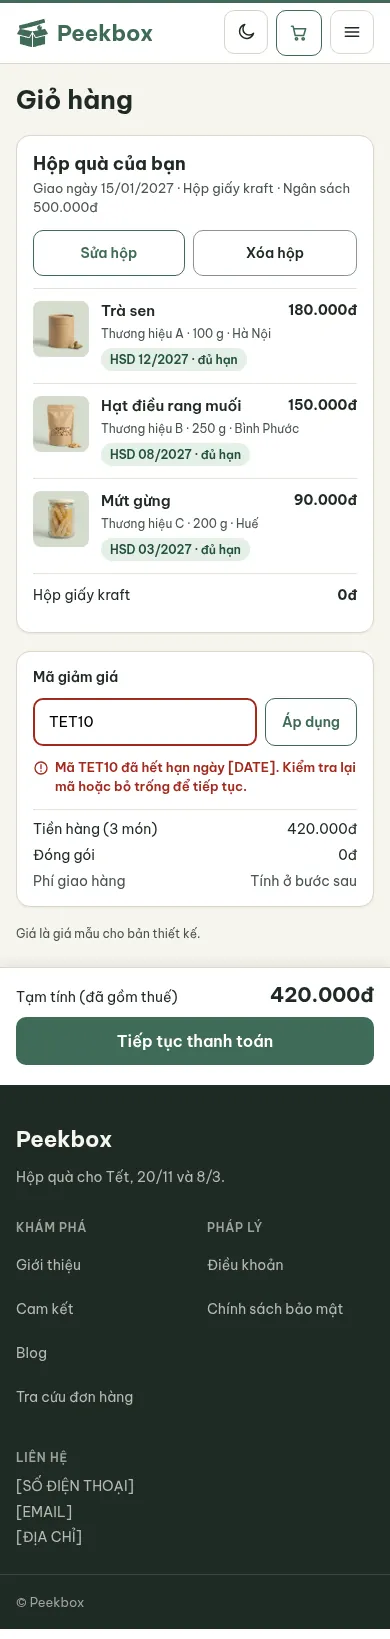 Peekbox
Giỏ hàng
Hộp quà của bạn
Giao ngày 15/01/2027 · Hộp giấy kraft · Ngân sách
500.000đ
Sửa hộp
Xóa hộp
Trà sen
180.000đ
Thương hiệu A · 100 g · Hà Nội
HSD 12/2027 · đủ hạn
Hạt điều rang muối
150.000đ
Thương hiệu B · 250 g · Bình Phước
HSD 08/2027 · đủ hạn
Mứt gừng
90.000đ
Thương hiệu C · 200 g · Huế
HSD 03/2027 · đủ hạn
Hộp giấy kraft
0đ
Mã giảm giá
TET10
Áp dụng
Mã TET10 đã hết hạn ngày [DATE]. Kiểm tra lại
mã hoặc bỏ trống để tiếp tục.
Tiền hàng (3 món)
420.000đ
Đóng gói
0đ
Phí giao hàng
Tính ở bước sau
Giá là giá mẫu cho bản thiết kế.
Tạm tính (đã gồm thuế)
420.000đ
Tiếp tục thanh toán
Peekbox
Hộp quà cho Tết, 20/11 và 8/3.
KHÁM PHÁ
Giới thiệu
Cam kết
Blog
Tra cứu đơn hàng
PHÁP LÝ
Điều khoản
Chính sách bảo mật
LIÊN HỆ
[SỐ ĐIỆN THOẠI]
[EMAIL]
[ĐỊA CHỈ]
© Peekbox